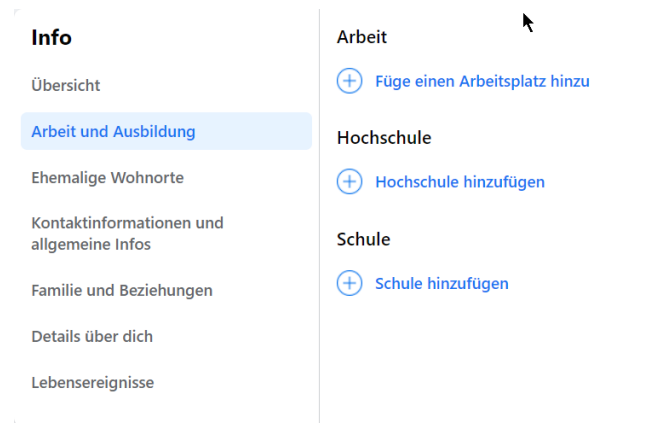 Info
Übersicht
Arbeit und Ausbildung
Ehemalige Wohnorte
Kontaktinformationen und
allgemeine Infos
Familie und Beziehungen
Details über dich
Lebensereignisse
Arbeit
Füge einen Arbeitsplatz hinzu
Hochschule
Hochschule hinzufügen
Schule
Schule hinzufügen